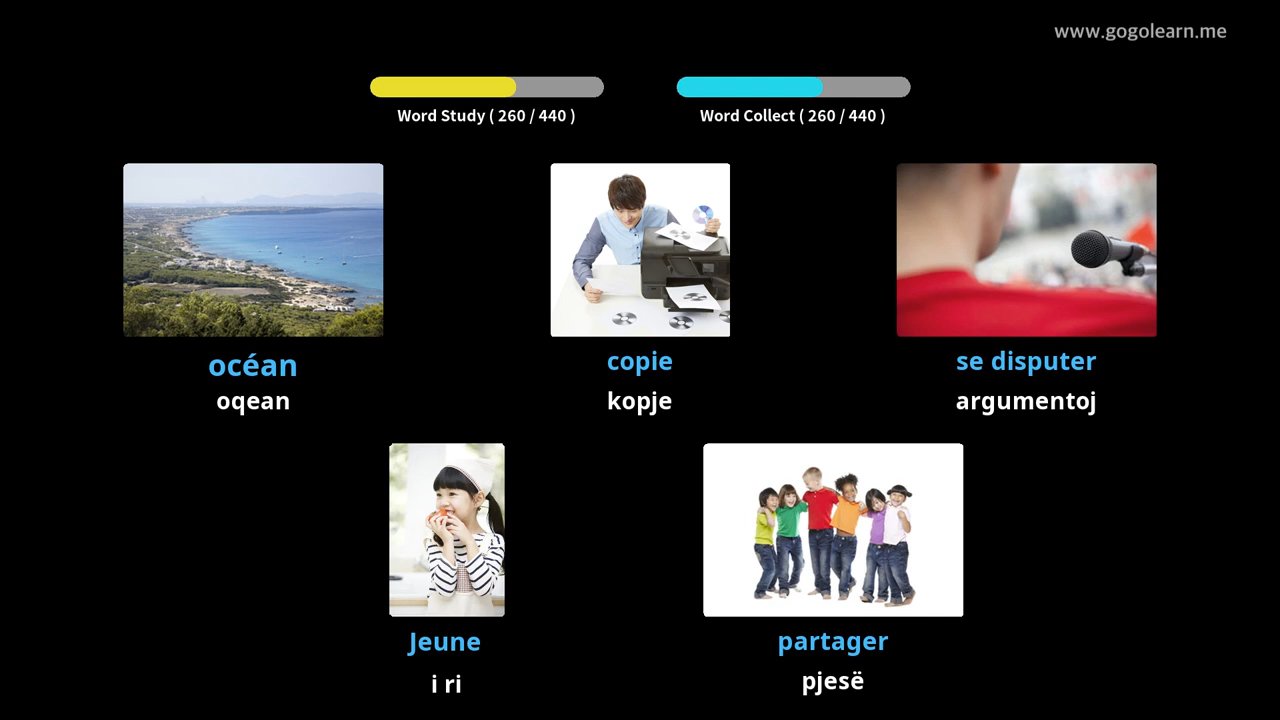 www.gogolearn.me
Word Study ( 260 / 440 )
Word Collect ( 260 / 440 )
océan
copie
se disputer
oqean
kopje
argumentoj
Jeune
partager
i ri
pjesë